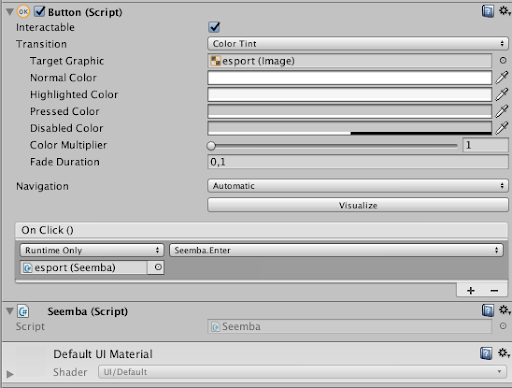 OK Button (Script)
Interactable
Transition Color Tint
Target Graphic esport (Image)
Normal Color
Highlighted Color
Pressed Color
Disabled Color
Color Multiplier 1
Fade Duration 0,1
Navigation Automatic
Visualize
On Click ()
Runtime Only Seemba.Enter
esport (Seemba)
+ −
Seemba (Script)
Script Seemba
Default UI Material
Shader UI/Default